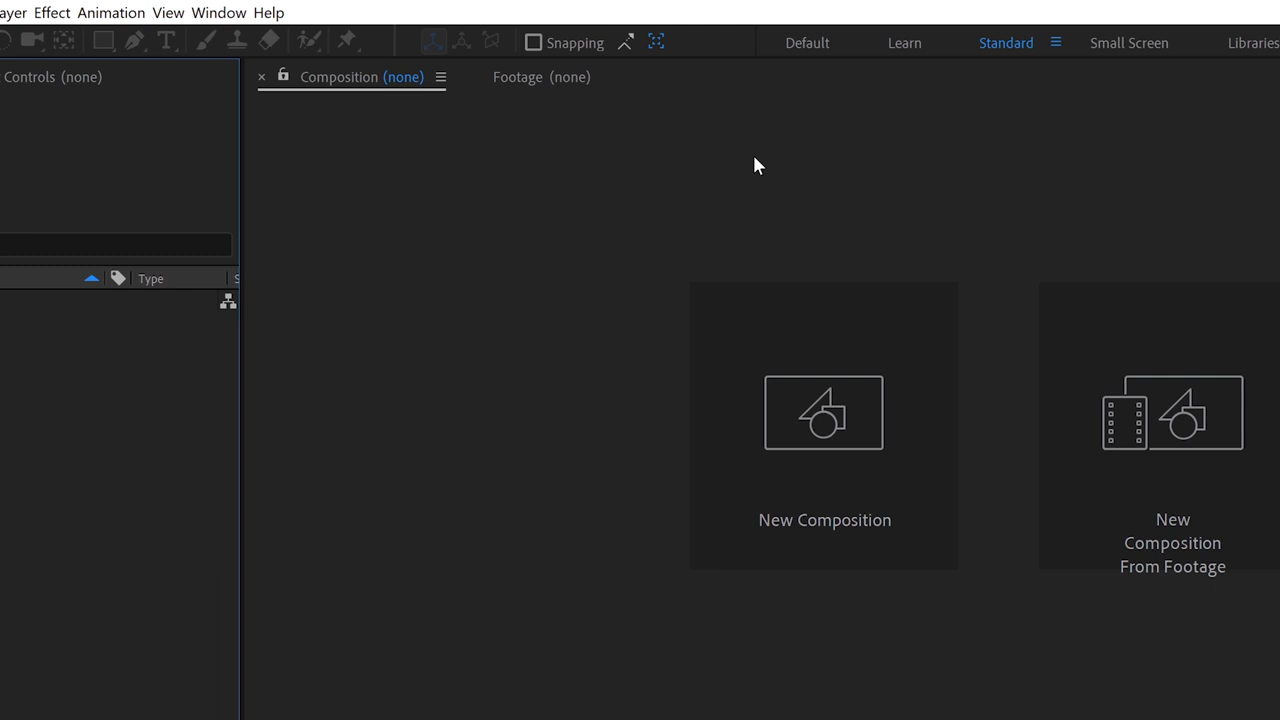 ayer Effect Animation View Window Help
Snapping Default Learn Standard Small Screen Libraries
Controls (none) Composition (none) Footage (none)
Type S
New Composition
New
Composition
From Footage